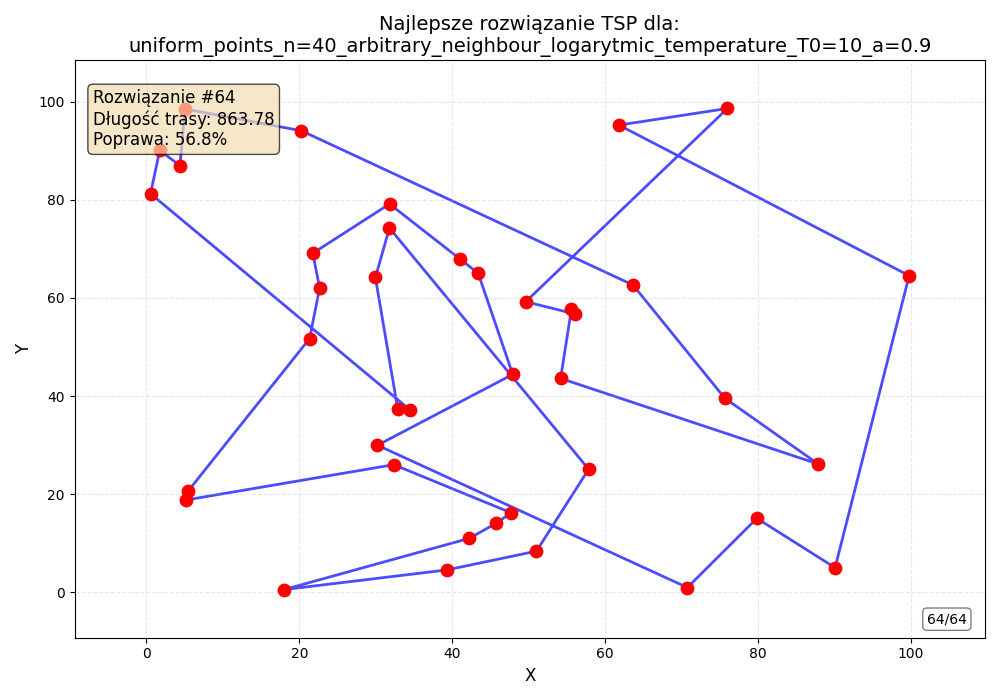 Najlepsze rozwiązanie TSP dla:
uniform_points_n=40_arbitrary_neighbour_logarytmic_temperature_T0=10_a=0.9
Rozwiązanie #64
Długość trasy: 863.78
Poprawa: 56.8%
100
80
60
40
20
0
Y
64/64
0 20 40 60 80 100
X